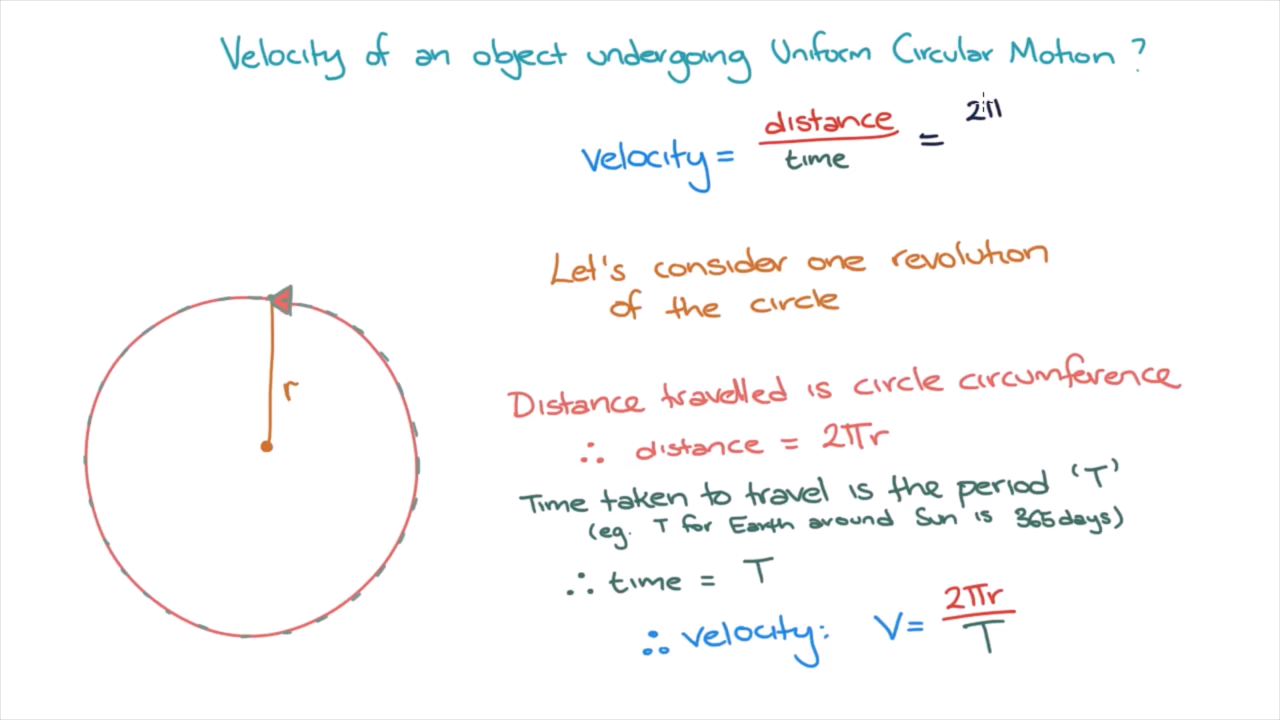 Velocity of an object undergoing Uniform Circular Motion?
velocity = distance / time = 2π
Let's consider one revolution
of the circle
r
Distance travelled is circle circumference
∴ distance = 2πr
Time taken to travel is the period 'T'
(eg. T for Earth around Sun is 365 days)
∴ time = T
∴ velocity: V = 2πr / T